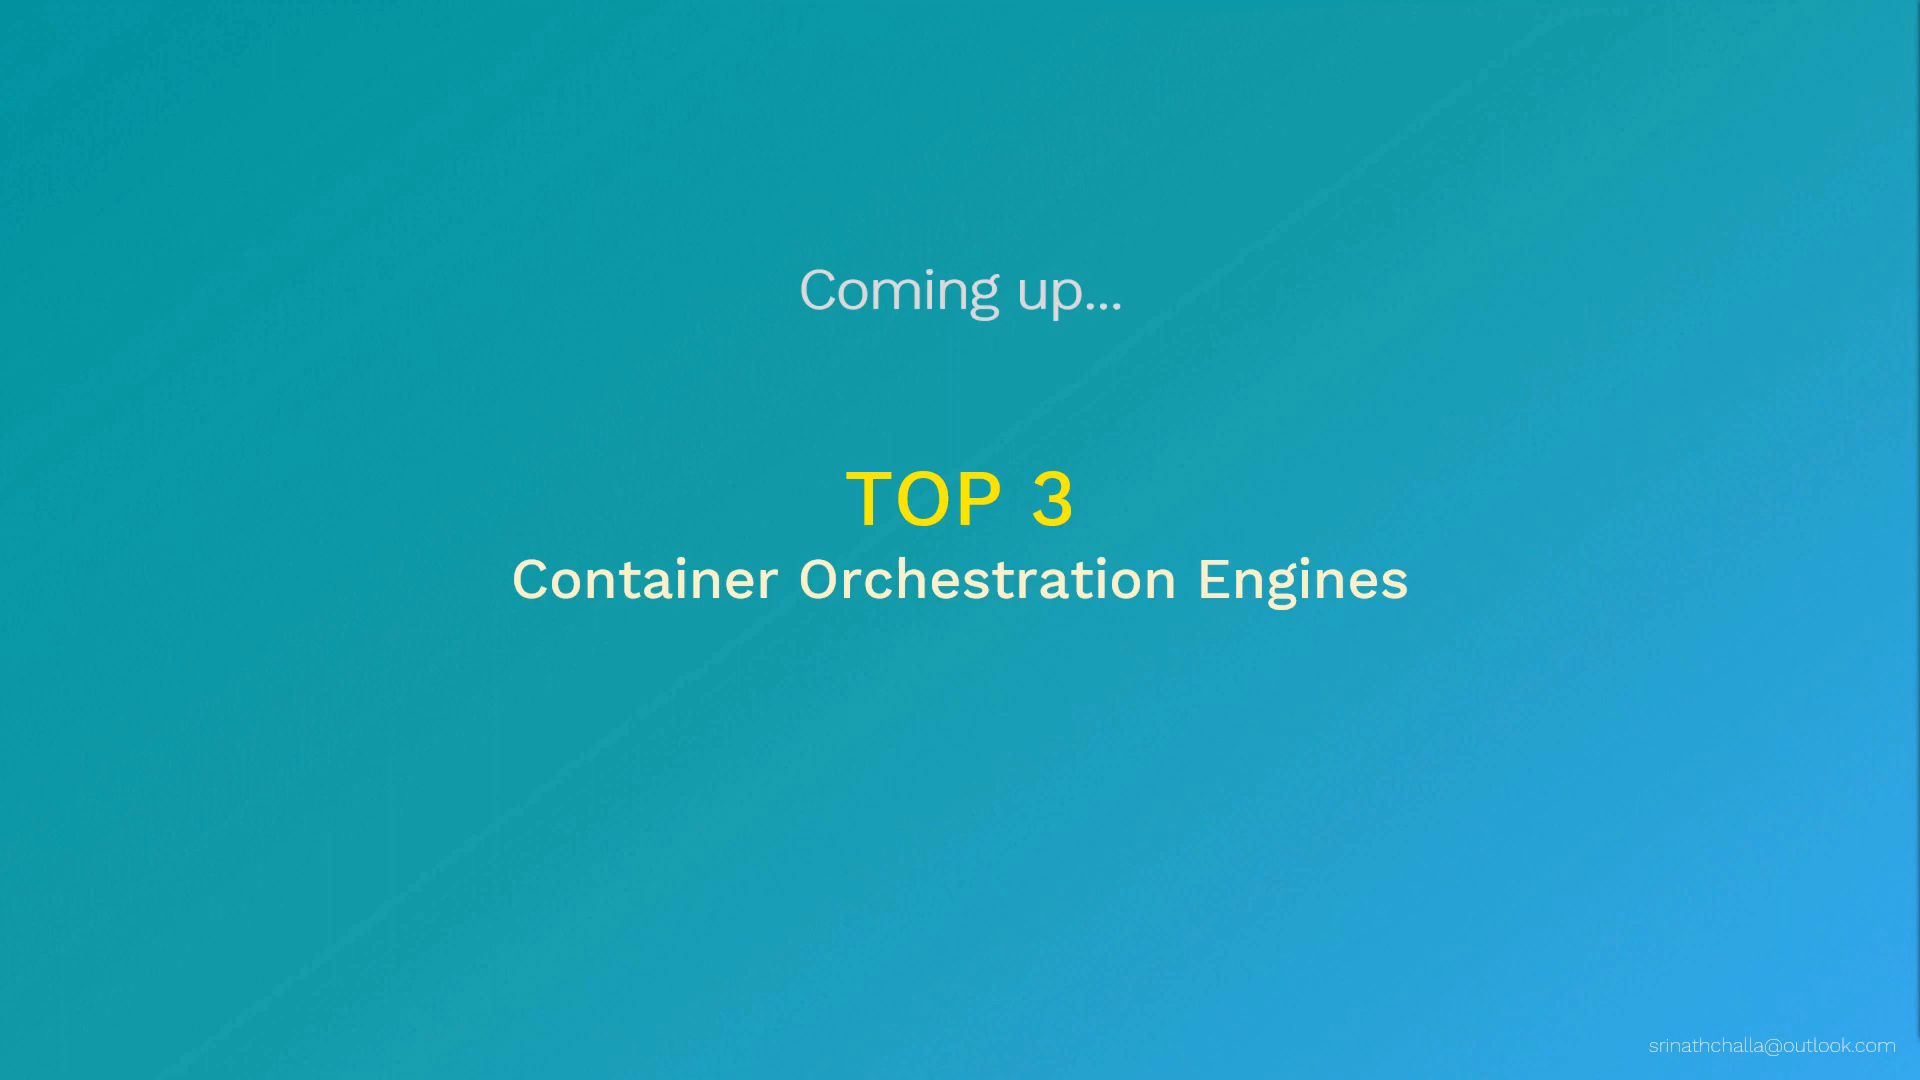 Coming up...
TOP 3
Container Orchestration Engines
srinathchalla@outlook.com